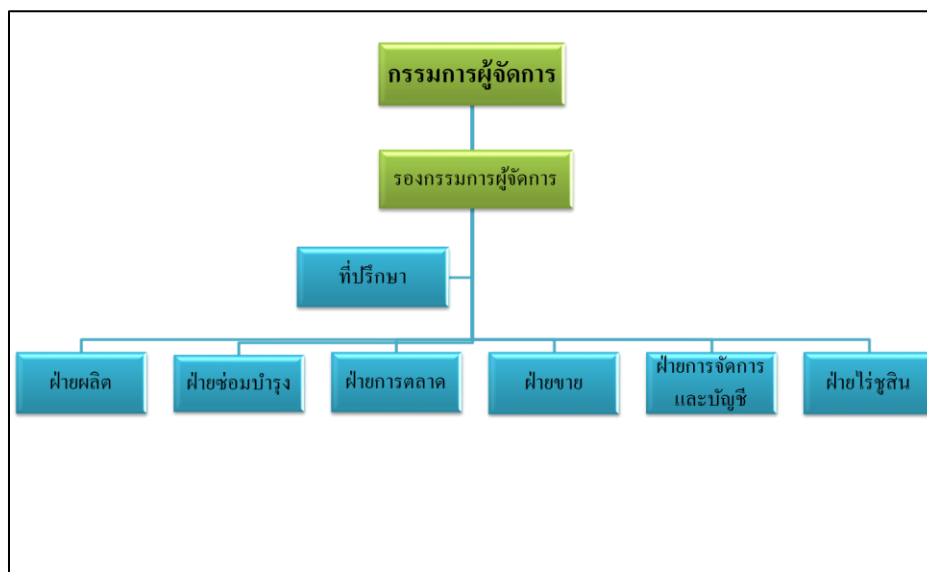 กรรมการผู้จัดการ
รองกรรมการผู้จัดการ
ที่ปรึกษา
ฝ่ายผลิต
ฝ่ายซ่อมบำรุง
ฝ่ายการตลาด
ฝ่ายขาย
ฝ่ายการจัดการ
และบัญชี
ฝ่ายไร่ชูสิน